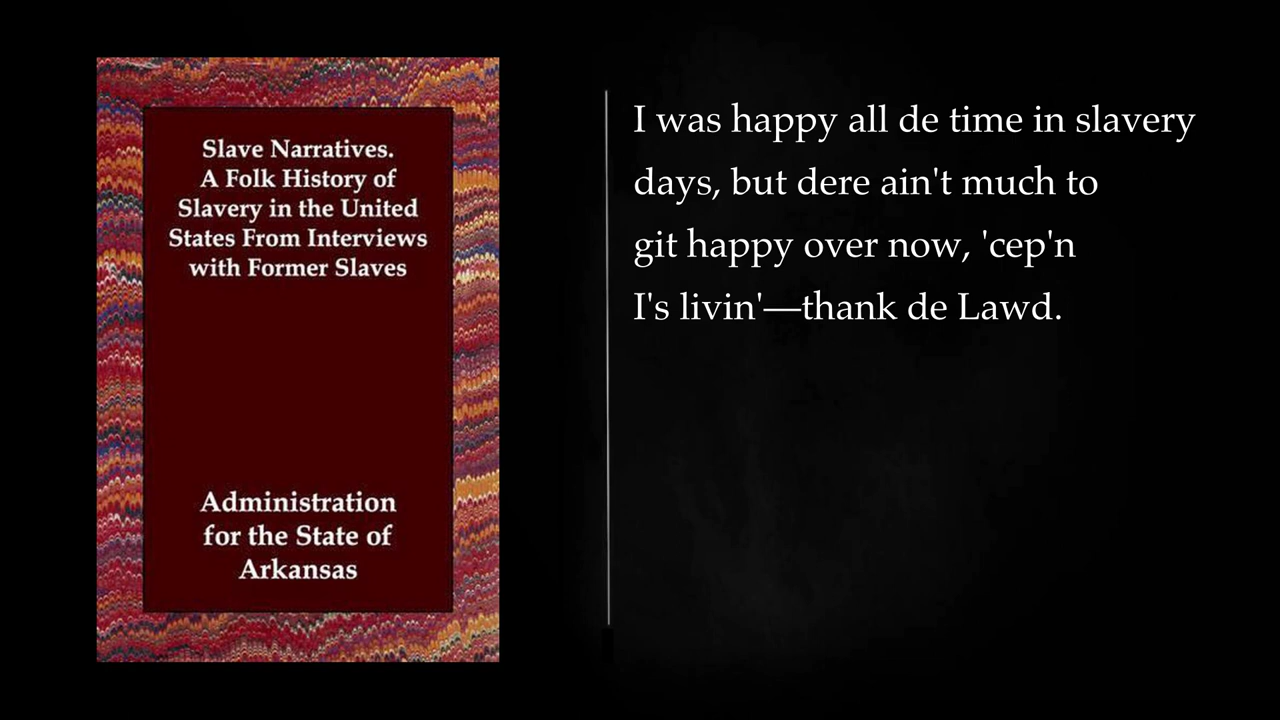 Slave Narratives.
A Folk History of
Slavery in the United
States From Interviews
with Former Slaves
Administration
for the State of
Arkansas
I was happy all de time in slavery
days, but dere ain't much to
git happy over now, 'cep'n
I's livin'—thank de Lawd.